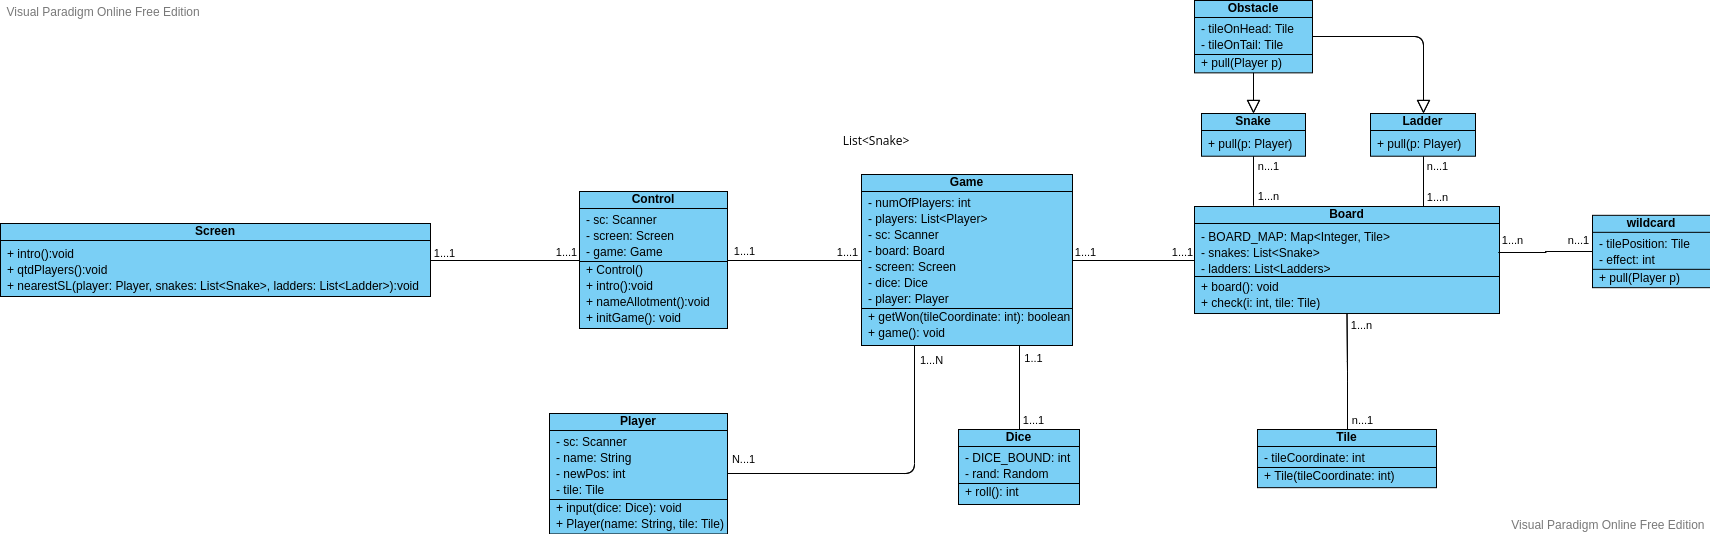 Visual Paradigm Online Free Edition
Obstacle
- tileOnHead: Tile
- tileOnTail: Tile
+ pull(Player p)
Snake
+ pull(p: Player)
Ladder
+ pull(p: Player)
List<Snake>
n...1
n...1
1...n
1...n
Screen
+ intro():void
+ qtdPlayers():void
+ nearestSL(player: Player, snakes: List<Snake>, ladders: List<Ladder>):void
1...1
1...1
Control
- sc: Scanner
- screen: Screen
- game: Game
+ Control()
+ intro():void
+ nameAllotment():void
+ initGame(): void
1...1
1...1
Game
- numOfPlayers: int
- players: List<Player>
- sc: Scanner
- board: Board
- screen: Screen
- dice: Dice
- player: Player
+ getWon(tileCoordinate: int): boolean
+ game(): void
1...1
1...1
Board
- BOARD_MAP: Map<Integer, Tile>
- snakes: List<Snake>
- ladders: List<Ladders>
+ board(): void
+ check(i: int, tile: Tile)
1...n
n...1
wildcard
- tilePosition: Tile
- effect: int
+ pull(Player p)
1...N
1..1
1...n
N...1
1...1
n...1
Player
- sc: Scanner
- name: String
- newPos: int
- tile: Tile
+ input(dice: Dice): void
+ Player(name: String, tile: Tile)
Dice
- DICE_BOUND: int
- rand: Random
+ roll(): int
Tile
- tileCoordinate: int
+ Tile(tileCoordinate: int)
Visual Paradigm Online Free Edition